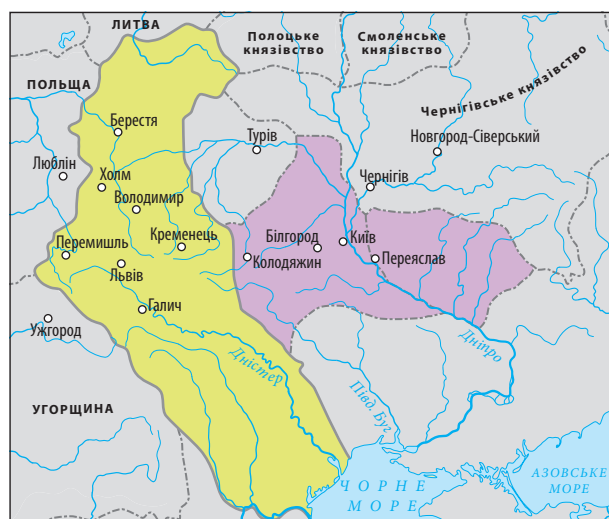 ЛИТВА
Полоцьке
князівство
Смоленське
князівство
ПОЛЬЩА
Чернігівське князівство
Берестя
Турів
Новгород-Сіверський
Люблін
Холм
Чернігів
Володимир
Перемишль
Кременець
Білгород
Київ
Колодяжин
Переяслав
Львів
Галич
Ужгород
Дністер
Дніпро
Півд. Буг
УГОРЩИНА
ЧОРНЕ
МОРЕ
АЗОВСЬКЕ
МОРЕ